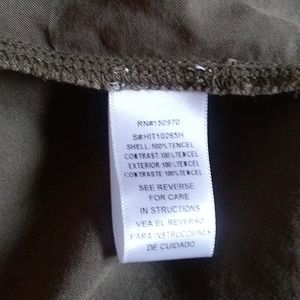 RN#150970
S#HIT10265H
SHELL:100%TENCEL
CONTRAST:100%TENCEL
EXTERIOR:100%TENCEL
CONTRASTE:100%TENCEL
SEE REVERSE
FOR CARE
IN STRUCTIONS
VEA EL REVERSO
PARA INSTRUCCIONES
DE CUIDADO